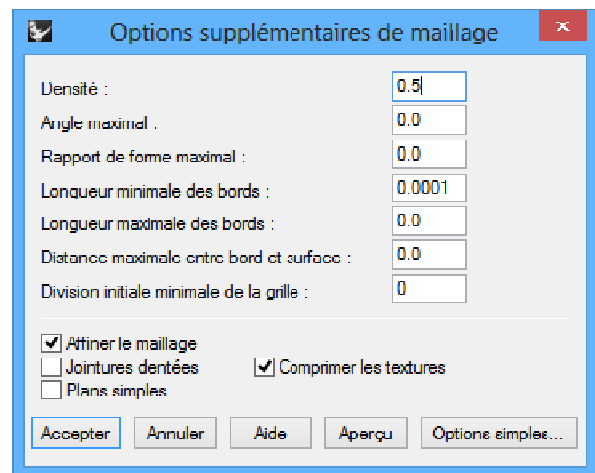 Options supplémentaires de maillage
Densité : 0.5
Angle maximal : 0.0
Rapport de forme maximal : 0.0
Longueur minimale des bords : 0.0001
Longueur maximale des bords : 0.0
Distance maximale entre bord et surface : 0.0
Division initiale minimale de la grille : 0
Affiner le maillage
Jointures dentées Comprimer les textures
Plans simples
Accepter Annuler Aide Aperçu Options simples...